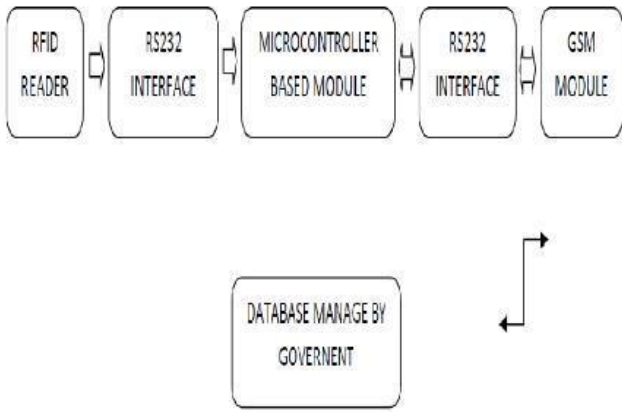 RFID
READER
RS232
INTERFACE
MICROCONTROLLER
BASED MODULE
RS232
INTERFACE
GSM
MODULE
DATABASE MANAGE BY
GOVERNENT